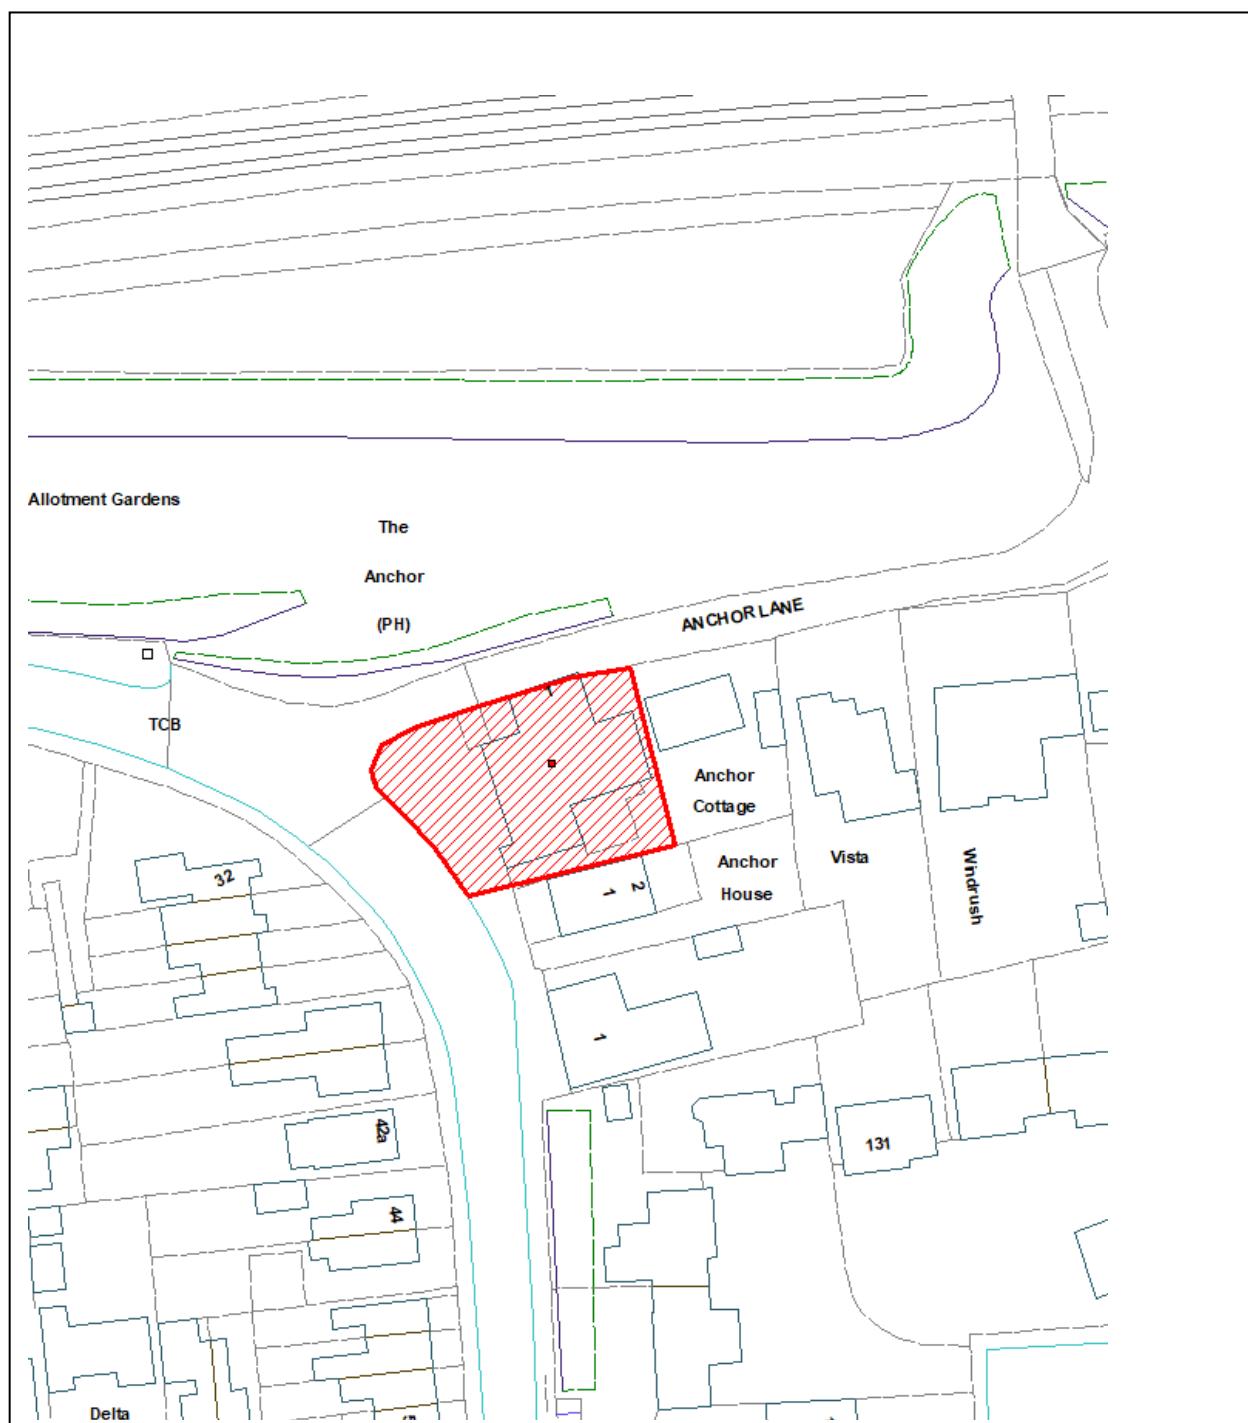 Allotment Gardens
The
Anchor
(PH)
ANCHOR LANE
TCB
Anchor
Cottage
Anchor
House
Vista
Windrush
32
1
2
1
42a
131
44
Delta